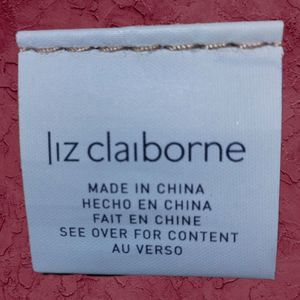 liz claiborne
MADE IN CHINA
HECHO EN CHINA
FAIT EN CHINE
SEE OVER FOR CONTENT
AU VERSO